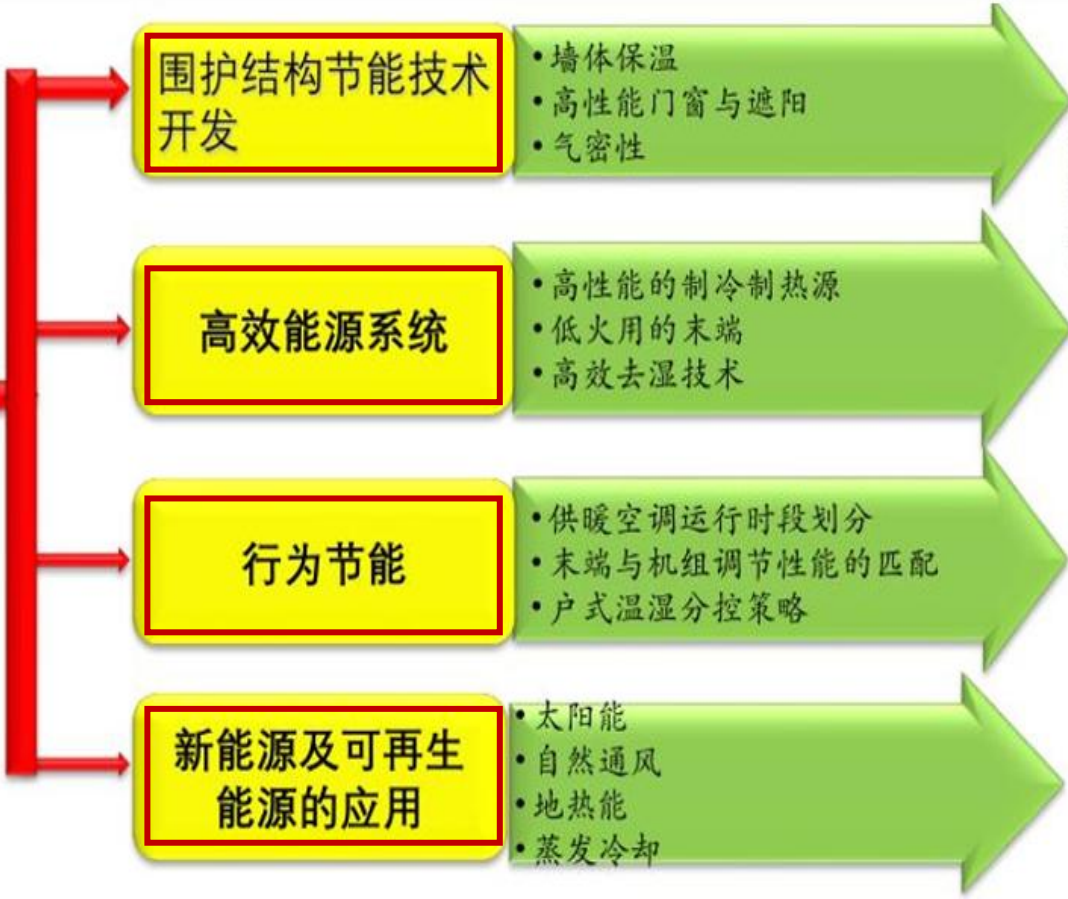 围护结构节能技术
开发
•墙体保温
•高性能门窗与遮阳
•气密性
高效能源系统
•高性能的制冷制热源
•低火用的末端
•高效去湿技术
行为节能
•供暖空调运行时段划分
•末端与机组调节性能的匹配
•户式温湿分控策略
新能源及可再生
能源的应用
•太阳能
•自然通风
•地热能
•蒸发冷却